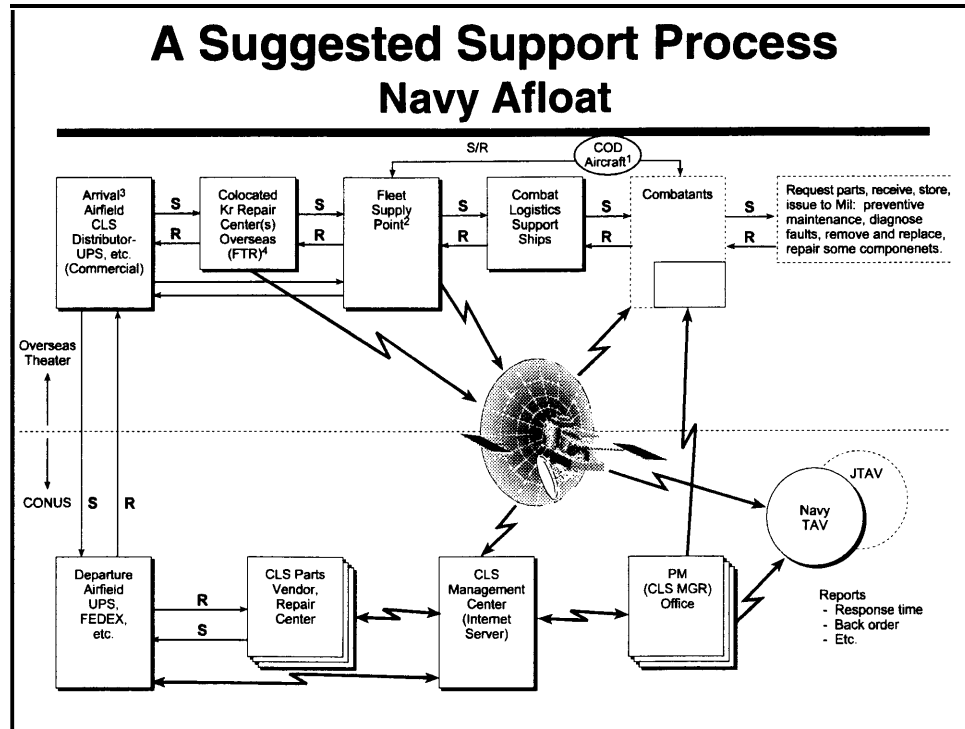 A Suggested Support Process
Navy Afloat
S/R
COD
Aircraft1
Arrival3
Airfield
CLS
Distributor-
UPS, etc.
(Commercial)
S
R
Colocated
Kr Repair
Center(s)
Overseas
(FTR)4
S
R
Fleet
Supply
Point2
S
R
Combat
Logistics
Support
Ships
S
R
Combatants
S
R
Request parts, receive, store,
issue to Mil: preventive
maintenance, diagnose
faults, remove and replace,
repair some componenets.
Overseas
Theater
CONUS
S
R
JTAV
Navy
TAV
Departure
Airfield
UPS,
FEDEX,
etc.
R
S
CLS Parts
Vendor,
Repair
Center
CLS
Management
Center
(Internet
Server)
PM
(CLS MGR)
Office
Reports
- Response time
- Back order
- Etc.